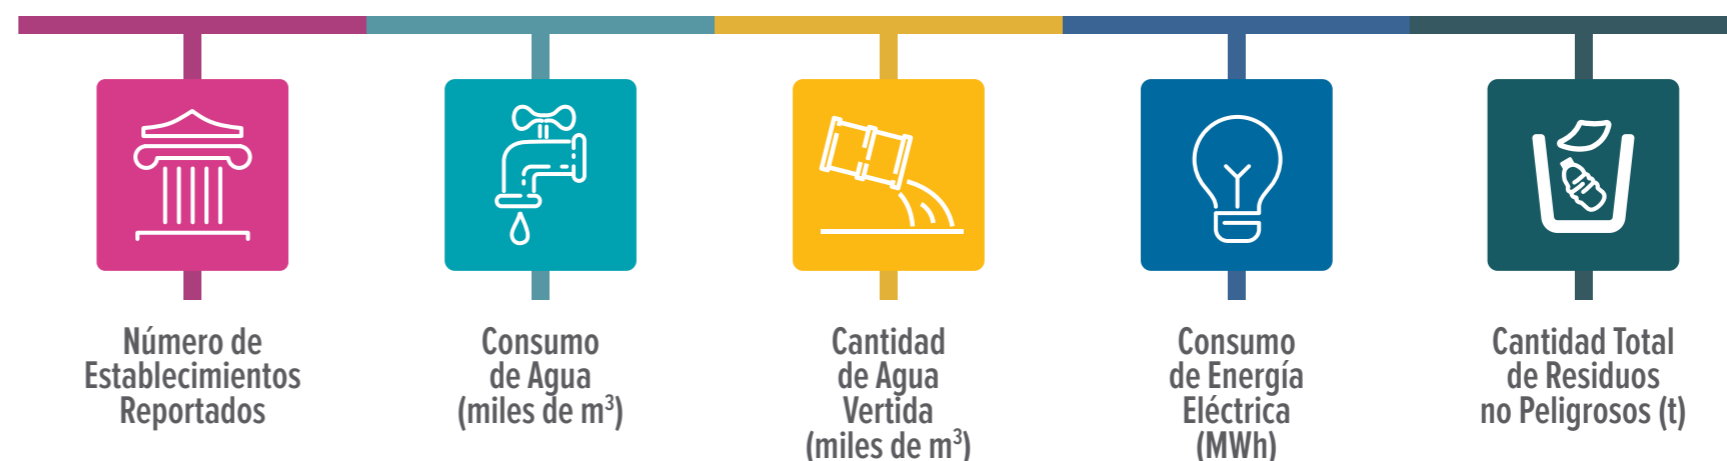 Número de
Establecimientos
Reportados
Consumo
de Agua
(miles de m³)
Cantidad
de Agua
Vertida
(miles de m³)
Consumo
de Energía
Eléctrica
(MWh)
Cantidad Total
de Residuos
no Peligrosos (t)